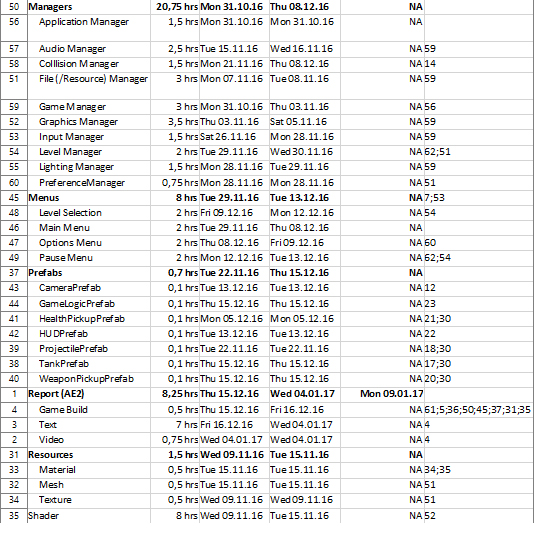 50 Managers 20,75 hrs Mon 31.10.16 Thu 08.12.16 NA
56 Application Manager 1,5 hrs Mon 31.10.16 Mon 31.10.16 NA
57 Audio Manager 2,5 hrs Tue 15.11.16 Wed 16.11.16 NA 59
58 Colllision Manager 1,5 hrs Mon 21.11.16 Thu 08.12.16 NA 14
51 File (/Resource) Manager 3 hrs Mon 07.11.16 Tue 08.11.16 NA 59
59 Game Manager 3 hrs Mon 31.10.16 Thu 03.11.16 NA 56
52 Graphics Manager 3,5 hrs Thu 03.11.16 Sat 05.11.16 NA 59
53 Input Manager 1,5 hrs Sat 26.11.16 Mon 28.11.16 NA 59
54 Level Manager 2 hrs Tue 29.11.16 Wed 30.11.16 NA 62;51
55 Lighting Manager 1,5 hrs Mon 28.11.16 Tue 29.11.16 NA 59
60 PreferenceManager 0,75 hrs Mon 28.11.16 Mon 28.11.16 NA 51
45 Menus 8 hrs Tue 29.11.16 Tue 13.12.16 NA 7;53
48 Level Selection 2 hrs Fri 09.12.16 Mon 12.12.16 NA 54
46 Main Menu 2 hrs Tue 29.11.16 Thu 08.12.16 NA
47 Options Menu 2 hrs Thu 08.12.16 Fri 09.12.16 NA 60
49 Pause Menu 2 hrs Mon 12.12.16 Tue 13.12.16 NA 62;54
37 Prefabs 0,7 hrs Tue 22.11.16 Thu 15.12.16 NA
43 CameraPrefab 0,1 hrs Tue 13.12.16 Tue 13.12.16 NA 12
44 GameLogicPrefab 0,1 hrs Thu 15.12.16 Thu 15.12.16 NA 23
41 HealthPickupPrefab 0,1 hrs Mon 05.12.16 Mon 05.12.16 NA 21;30
42 HUDPrefab 0,1 hrs Tue 13.12.16 Tue 13.12.16 NA 22
39 ProjectilePrefab 0,1 hrs Tue 22.11.16 Tue 22.11.16 NA 18;30
38 TankPrefab 0,1 hrs Thu 15.12.16 Thu 15.12.16 NA 17;30
40 WeaponPickupPrefab 0,1 hrs Thu 15.12.16 Thu 15.12.16 NA 20;30
1 Report (AE2) 8,25 hrs Thu 15.12.16 Wed 04.01.17 Mon 09.01.17
4 Game Build 0,5 hrs Thu 15.12.16 Fri 16.12.16 NA 61;5;36;50;45;37;31;35
3 Text 7 hrs Fri 16.12.16 Wed 04.01.17 NA 4
2 Video 0,75 hrs Wed 04.01.17 Wed 04.01.17 NA 4
31 Resources 1,5 hrs Wed 09.11.16 Tue 15.11.16 NA
33 Material 0,5 hrs Tue 15.11.16 Tue 15.11.16 NA 34;35
32 Mesh 0,5 hrs Tue 15.11.16 Tue 15.11.16 NA 51
34 Texture 0,5 hrs Wed 09.11.16 Wed 09.11.16 NA 51
35 Shader 8 hrs Wed 09.11.16 Tue 15.11.16 NA 52